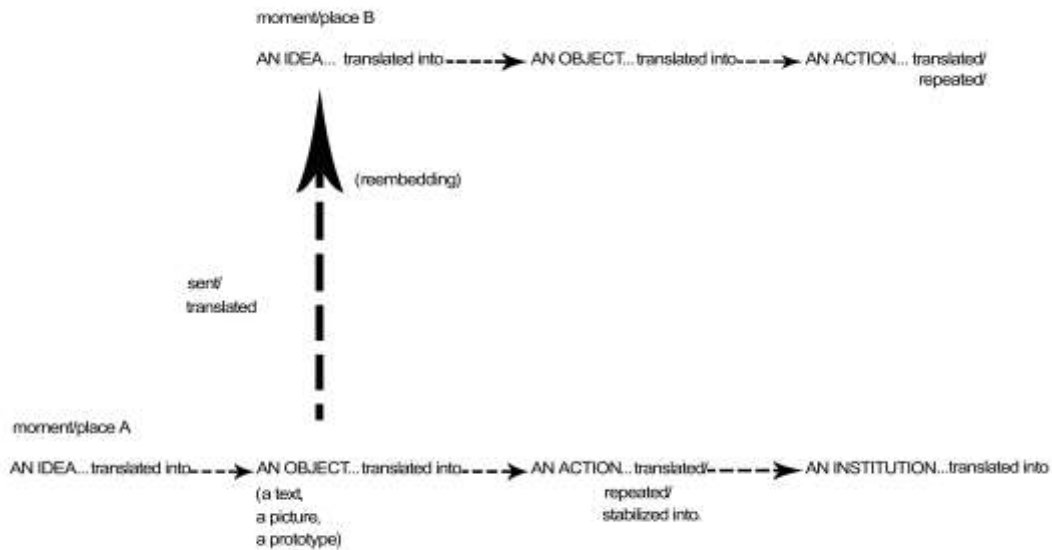 moment/place B
AN IDEA... translated into AN OBJECT... translated into AN ACTION... translated/
repeated/
(reembedding)
sent/
translated
moment/place A
AN IDEA... translated into AN OBJECT... translated into AN ACTION... translated/ AN INSTITUTION... translated into
(a text,
a picture,
a prototype)
repeated/
stabilized into.